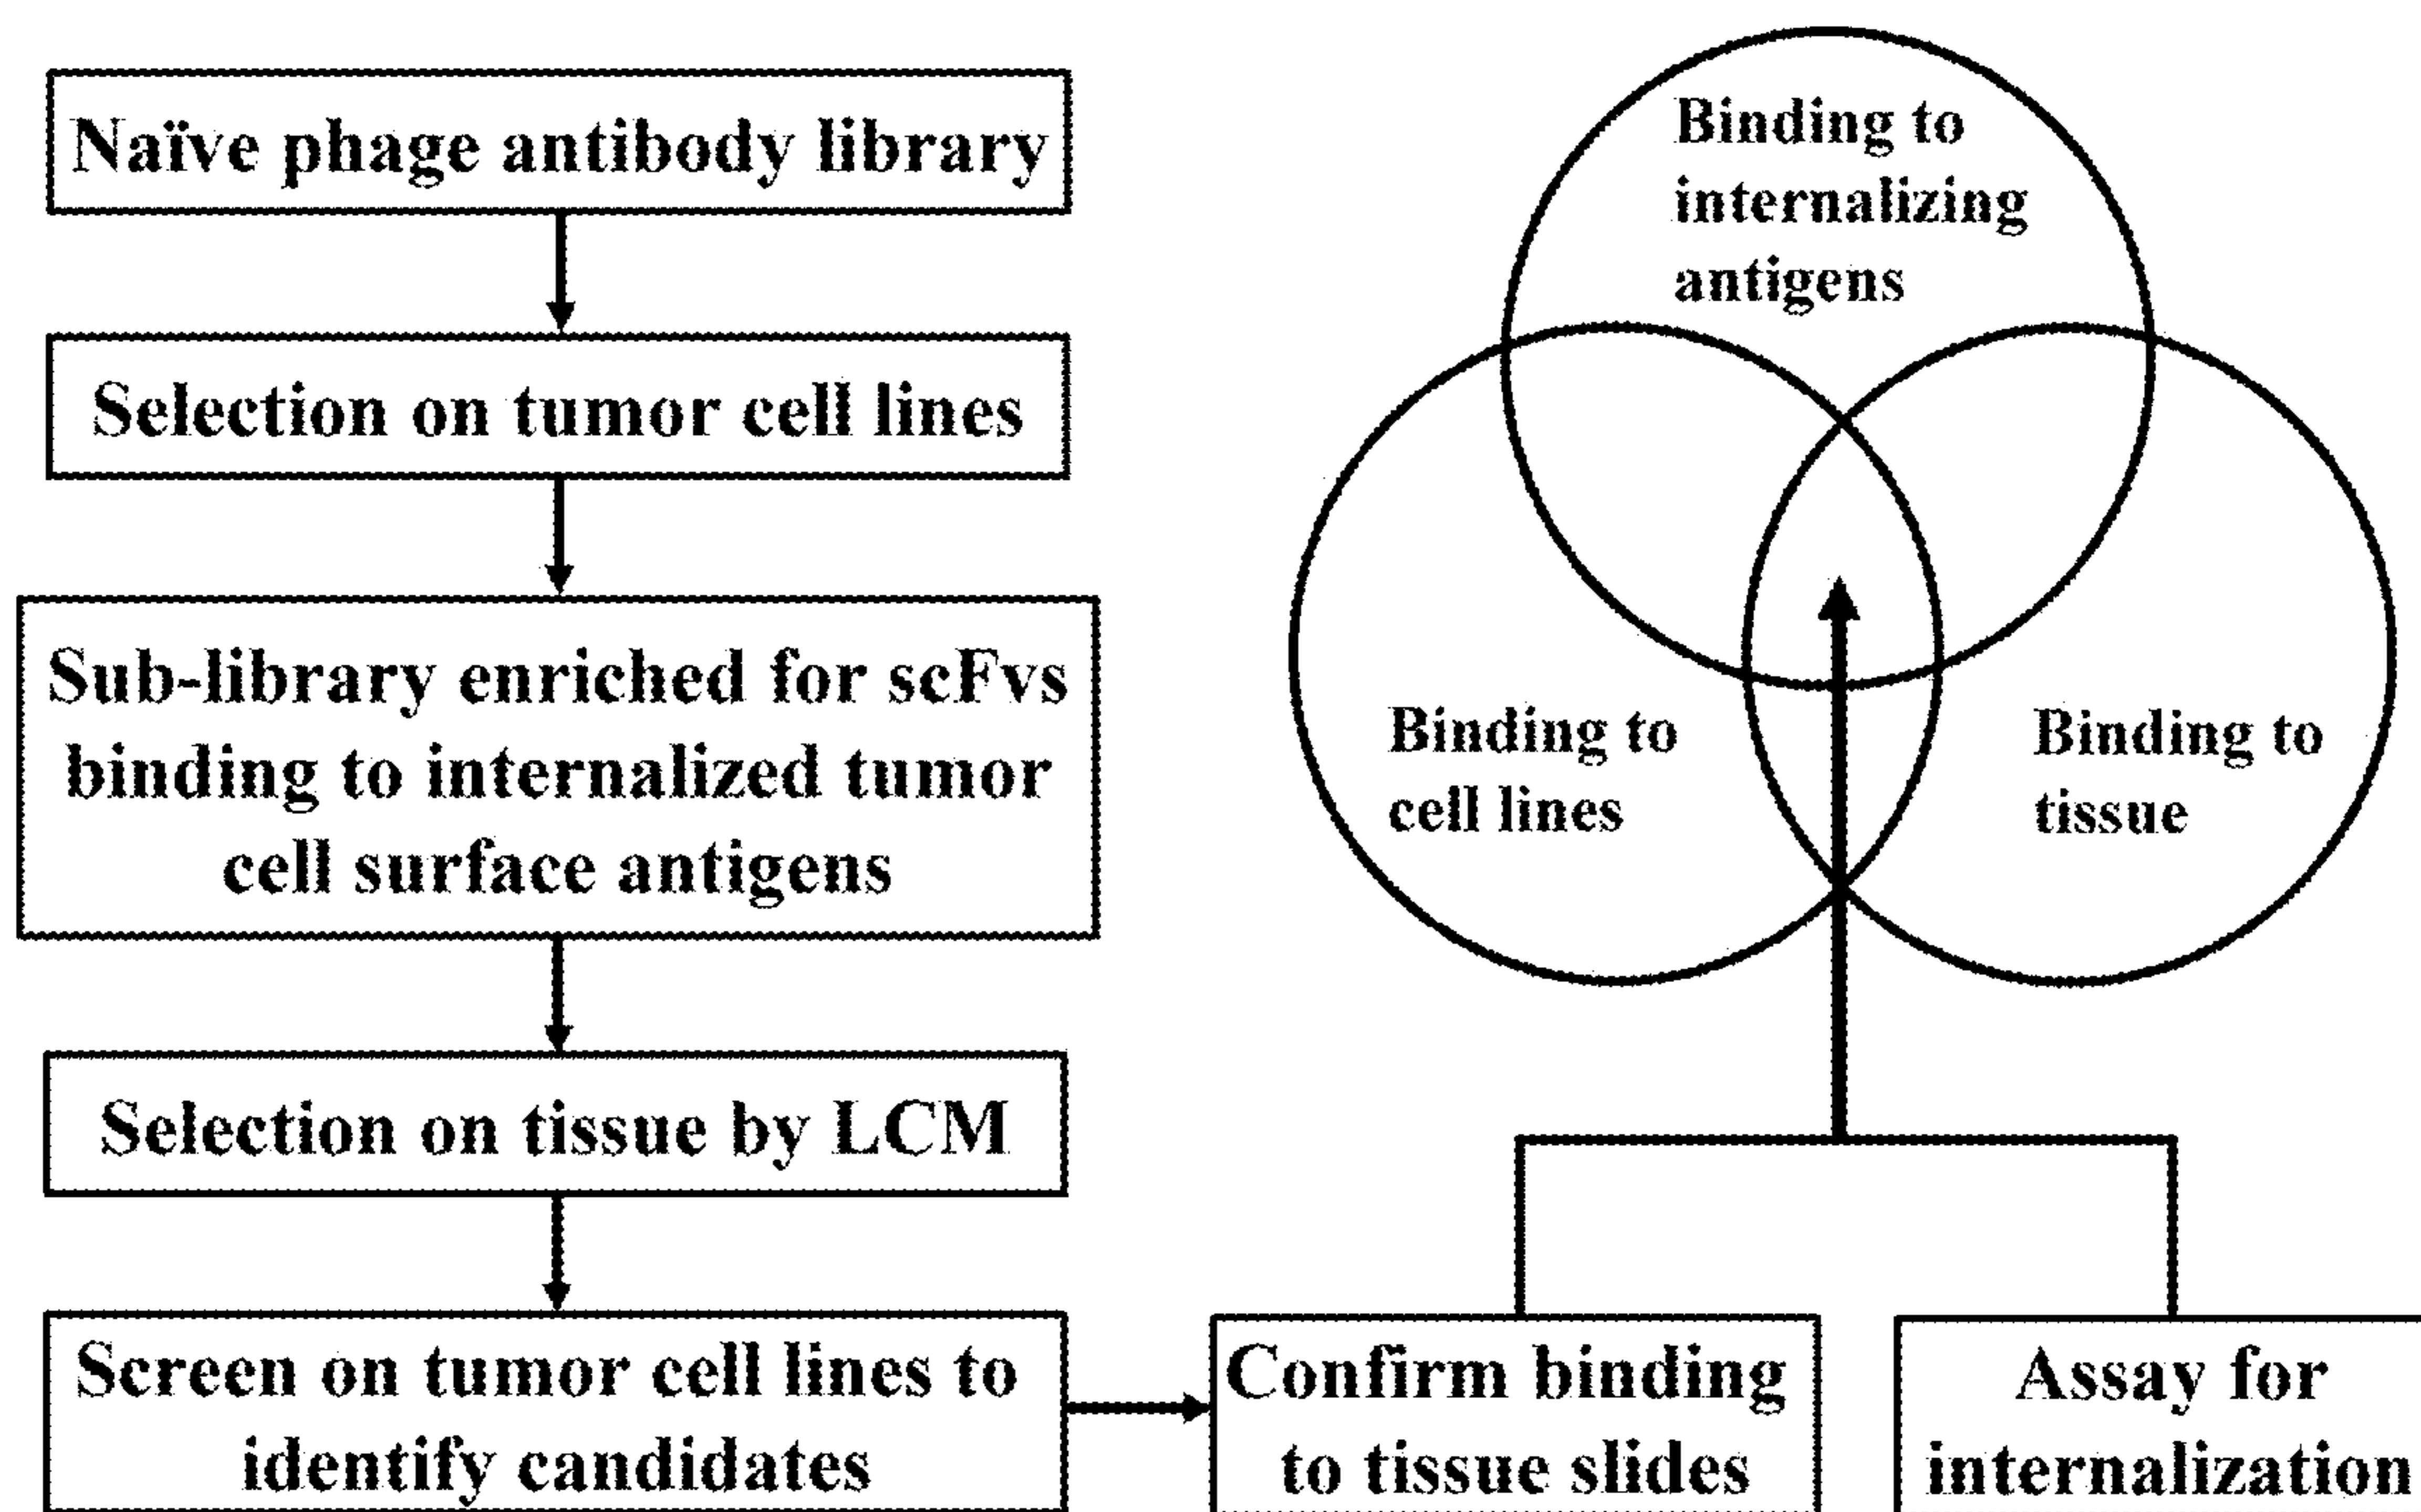 Naïve phage antibody library
Selection on tumor cell lines
Sub-library enriched for scFvs
binding to internalized tumor
cell surface antigens
Selection on tissue by LCM
Screen on tumor cell lines to
identify candidates
Confirm binding
to tissue slides
Assay for
internalization
Binding to
internalizing
antigens
Binding to
cell lines
Binding to
tissue